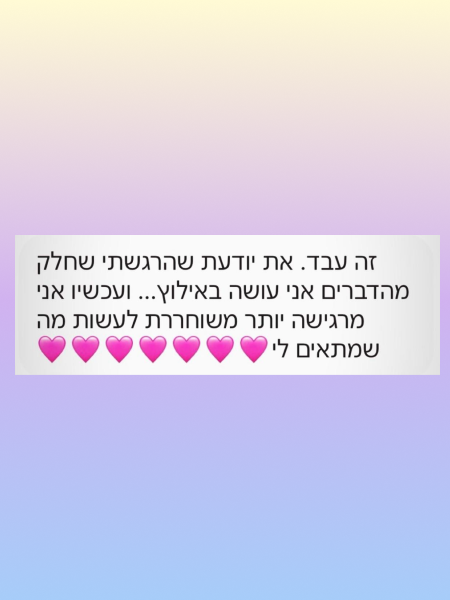 זה עבד. את יודעת שהרגשתי שחלק
מהדברים אני עושה באילוץ... ועכשיו אני
מרגישה יותר משוחררת לעשות מה
שמתאים לי🩷🩷🩷🩷🩷🩷🩷